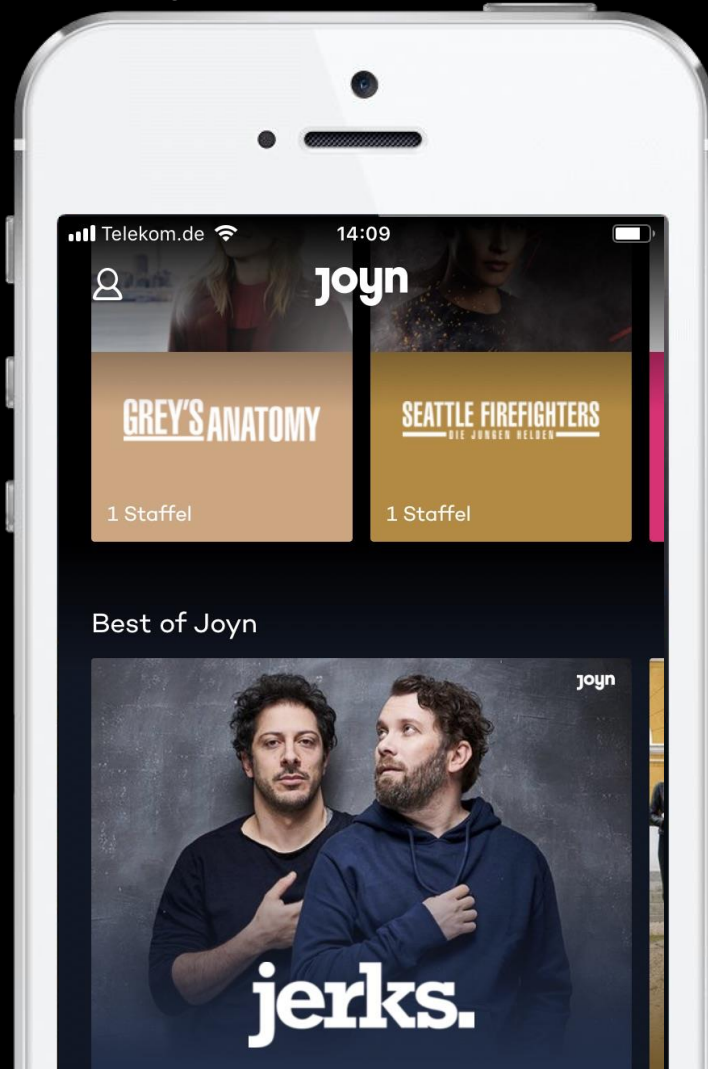 Telekom.de 14:09
joyn
GREY'S ANATOMY
SEATTLE FIREFIGHTERS
DIE JUNGEN HELDEN
1 Staffel
1 Staffel
Best of Joyn
joyn
jerks.